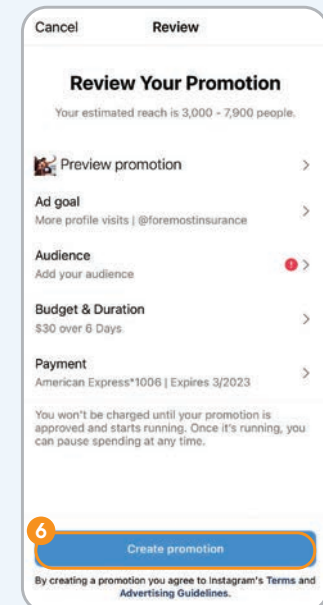 Cancel Review
Review Your Promotion
Your estimated reach is 3,000 - 7,900 people.
Preview promotion
Ad goal
More profile visits | @foremostinsurance
Audience
Add your audience
Budget & Duration
$30 over 6 Days
Payment
American Express*1006 | Expires 3/2023
You won't be charged until your promotion is
approved and starts running. Once it's running, you
can pause spending at any time.
6
Create promotion
By creating a promotion you agree to Instagram's Terms and
Advertising Guidelines.